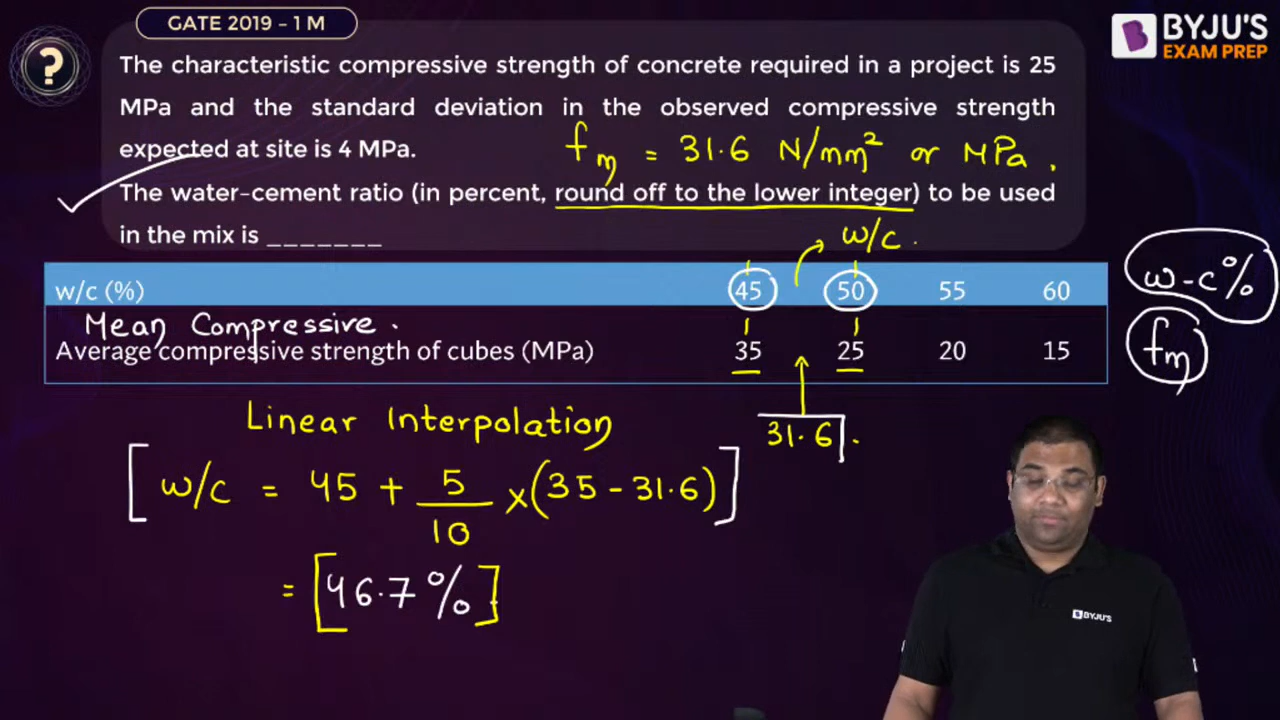 GATE 2019 – 1 M
BYJU'S
EXAM PREP
?
The characteristic compressive strength of concrete required in a project is 25
MPa and the standard deviation in the observed compressive strength
expected at site is 4 MPa.
fm = 31.6 N/mm² or MPa.
The water-cement ratio (in percent, round off to the lower integer) to be used
in the mix is _______
w/c.
w/c (%) 45 50 55 60
w-c%
Mean Compressive.
Average compressive strength of cubes (MPa) 35 25 20 15
fm
Linear Interpolation
31.6.
w/c = 45 + 5/10 × (35 - 31.6)
= [46.7%]
BYJU'S